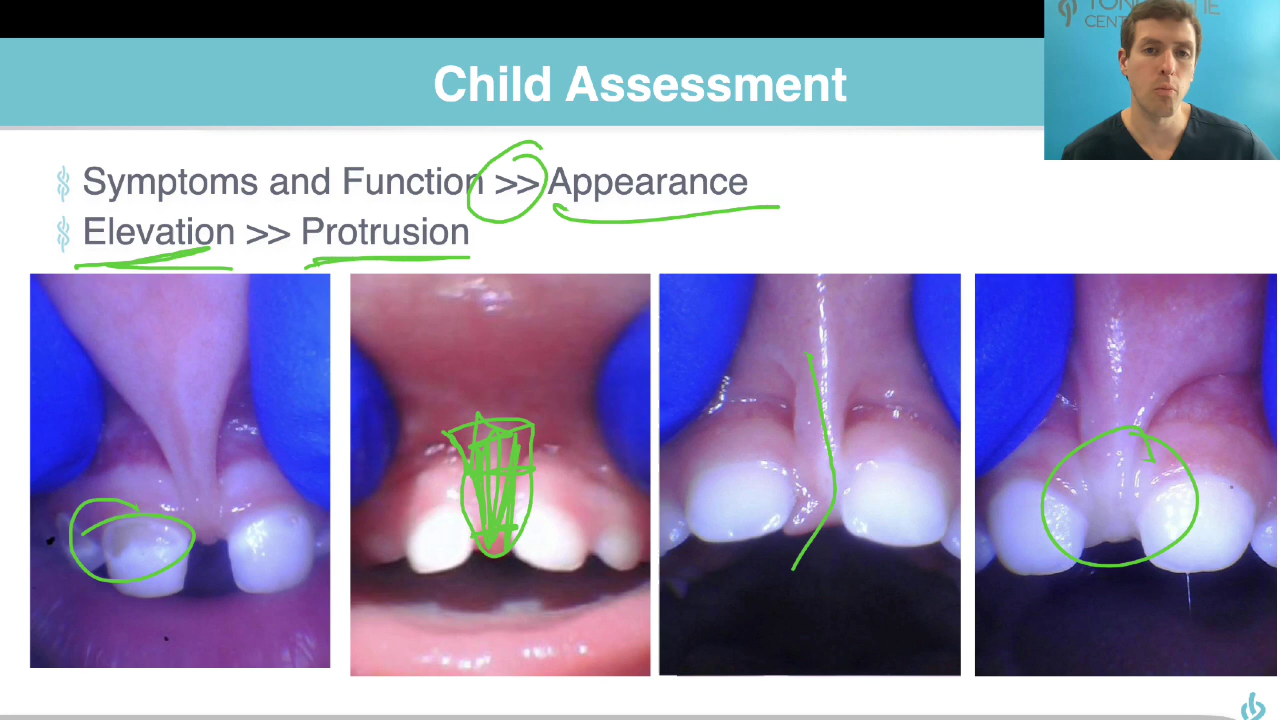 Child Assessment
Symptoms and Function >> Appearance
Elevation >> Protrusion